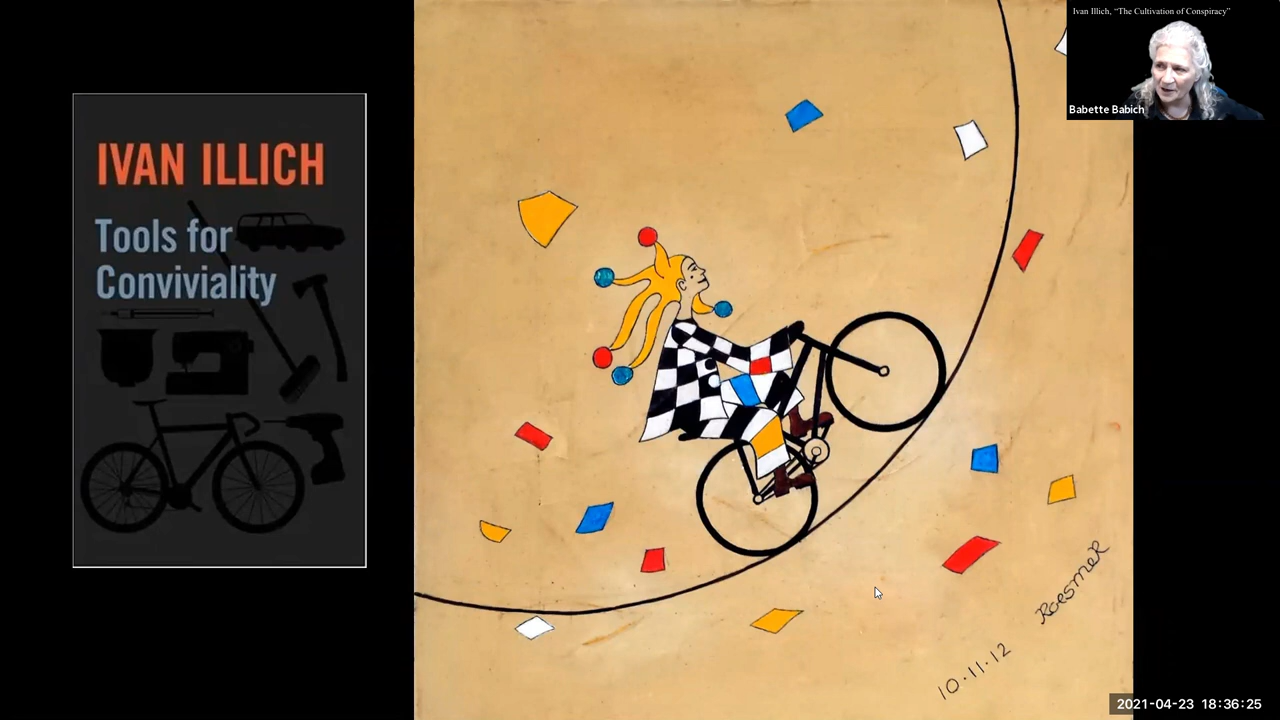 Ivan Illich, “The Cultivation of Conspiracy”
Babette Babich
IVAN ILLICH
Tools for
Conviviality
Roesmer
10·11·12
2021-04-23 18:36:25